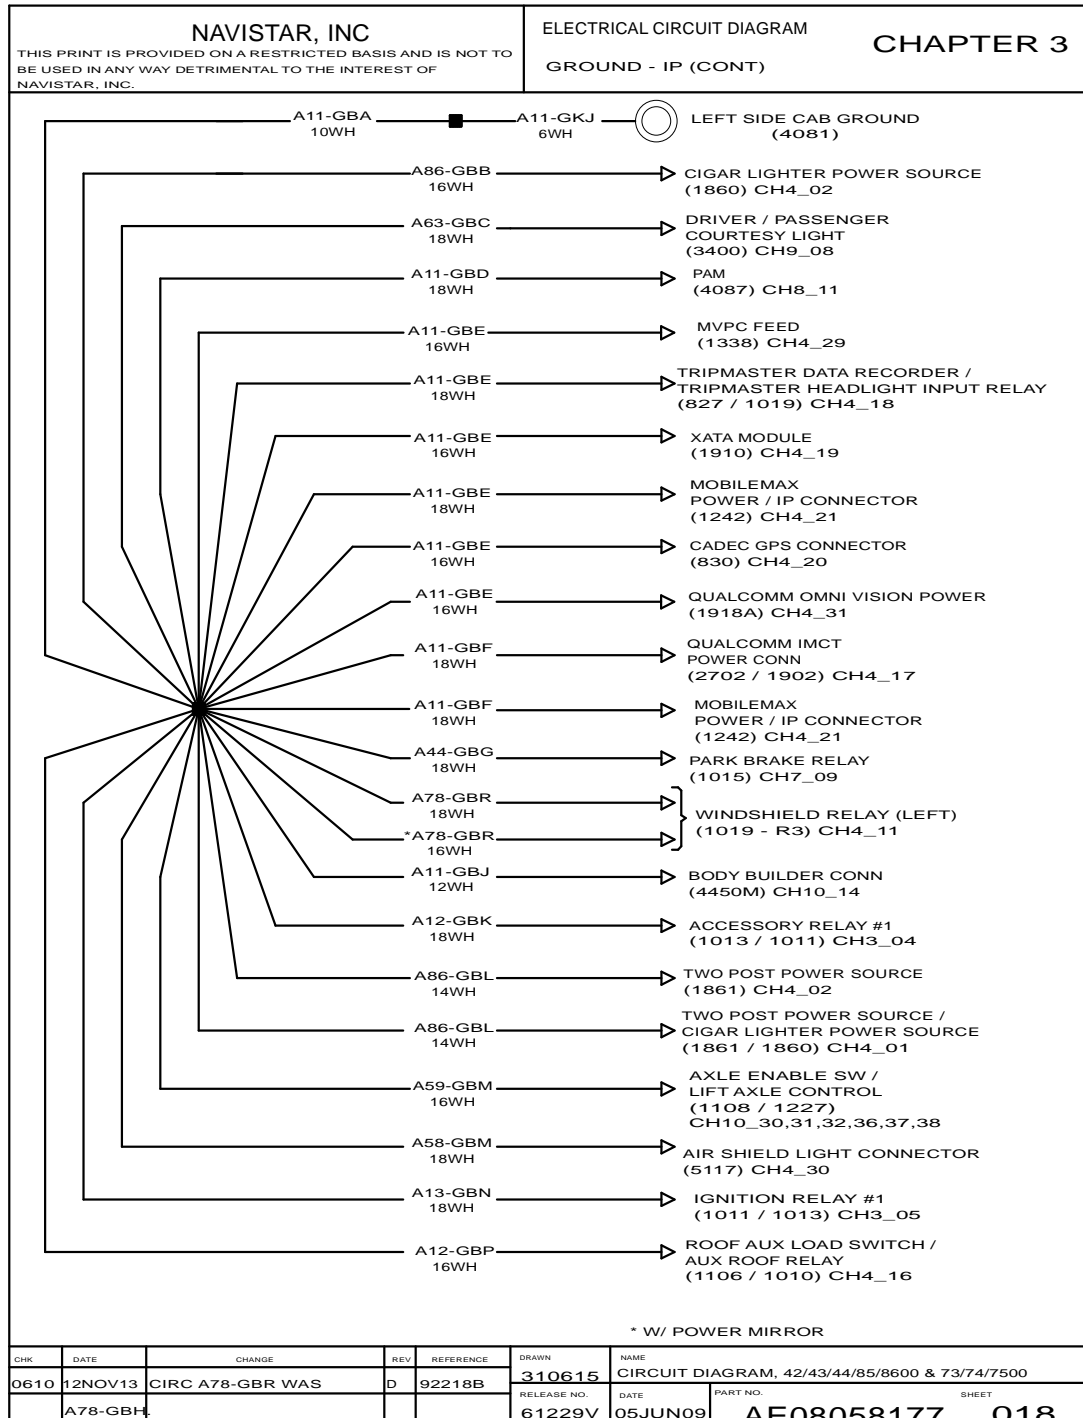 NAVISTAR, INC
THIS PRINT IS PROVIDED ON A RESTRICTED BASIS AND IS NOT TO
BE USED IN ANY WAY DETRIMENTAL TO THE INTEREST OF
NAVISTAR, INC.
ELECTRICAL CIRCUIT DIAGRAM
GROUND - IP (CONT)
CHAPTER 3
A11-GBA
10WH
A11-GKJ
6WH
LEFT SIDE CAB GROUND
(4081)
A86-GBB
16WH
CIGAR LIGHTER POWER SOURCE
(1860) CH4_02
A63-GBC
18WH
DRIVER / PASSENGER
COURTESY LIGHT
(3400) CH9_08
A11-GBD
18WH
PAM
(4087) CH8_11
A11-GBE
16WH
MVPC FEED
(1338) CH4_29
A11-GBE
18WH
TRIPMASTER DATA RECORDER /
TRIPMASTER HEADLIGHT INPUT RELAY
(827 / 1019) CH4_18
A11-GBE
16WH
XATA MODULE
(1910) CH4_19
A11-GBE
18WH
MOBILEMAX
POWER / IP CONNECTOR
(1242) CH4_21
A11-GBE
16WH
CADEC GPS CONNECTOR
(830) CH4_20
A11-GBE
16WH
QUALCOMM OMNI VISION POWER
(1918A) CH4_31
A11-GBF
18WH
QUALCOMM IMCT
POWER CONN
(2702 / 1902) CH4_17
A11-GBF
18WH
MOBILEMAX
POWER / IP CONNECTOR
(1242) CH4_21
A44-GBG
18WH
PARK BRAKE RELAY
(1015) CH7_09
A78-GBR
18WH
*A78-GBR
16WH
WINDSHIELD RELAY (LEFT)
(1019 - R3) CH4_11
A11-GBJ
12WH
BODY BUILDER CONN
(4450M) CH10_14
A12-GBK
18WH
ACCESSORY RELAY #1
(1013 / 1011) CH3_04
A86-GBL
14WH
TWO POST POWER SOURCE
(1861) CH4_02
A86-GBL
14WH
TWO POST POWER SOURCE /
CIGAR LIGHTER POWER SOURCE
(1861 / 1860) CH4_01
A59-GBM
16WH
AXLE ENABLE SW /
LIFT AXLE CONTROL
(1108 / 1227)
CH10_30,31,32,36,37,38
A58-GBM
18WH
AIR SHIELD LIGHT CONNECTOR
(5117) CH4_30
A13-GBN
18WH
IGNITION RELAY #1
(1011 / 1013) CH3_05
A12-GBP
16WH
ROOF AUX LOAD SWITCH /
AUX ROOF RELAY
(1106 / 1010) CH4_16
* W/ POWER MIRROR
CHK DATE CHANGE REV REFERENCE
0610 12NOV13 CIRC A78-GBR WAS D 92218B
A78-GBH.
DRAWN
310615
NAME
CIRCUIT DIAGRAM, 42/43/44/85/8600 & 73/74/7500
RELEASE NO.
61229V
DATE
05JUN09
PART NO.
AE08058177
SHEET
018